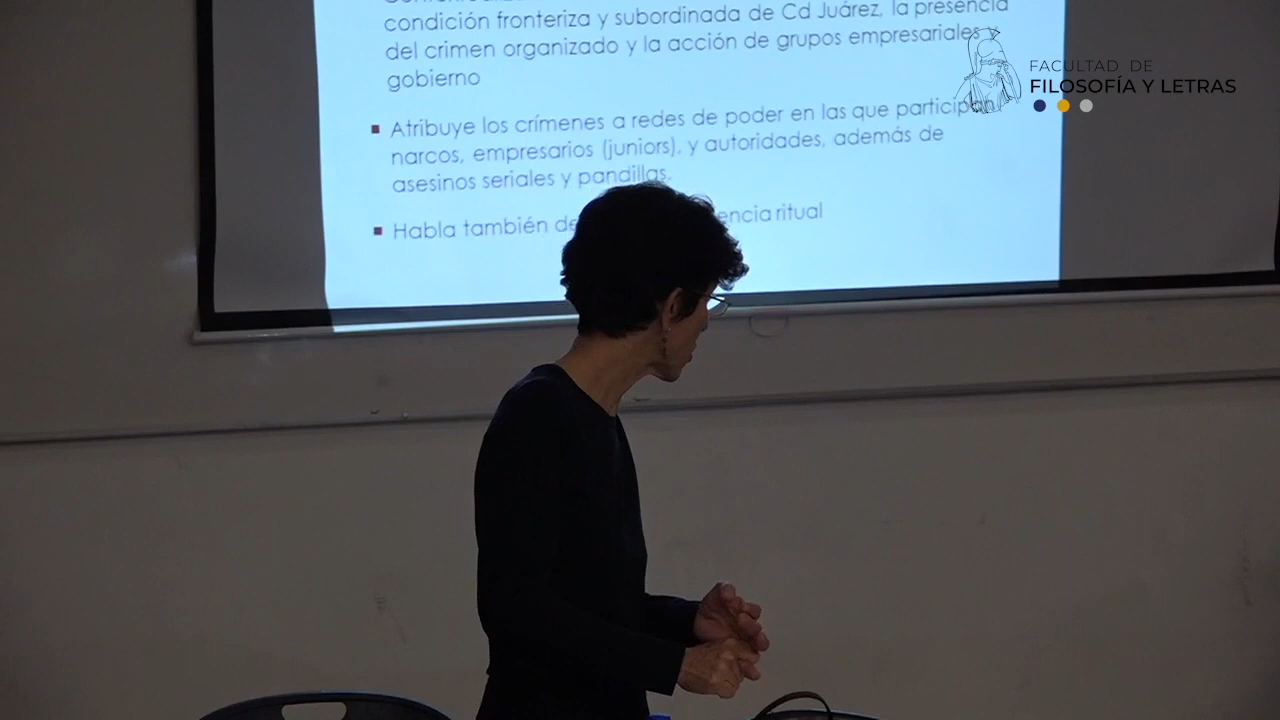 condición fronteriza y subordinada de Cd Juárez, la presencia
del crimen organizado y la acción de grupos empresariales y
gobierno
▪ Atribuye los crímenes a redes de poder en las que participan
narcos, empresarios (juniors), y autoridades, además de
asesinos seriales y pandillas.
▪ Habla también de encia ritual
FACULTAD DE
FILOSOFÍA Y LETRAS